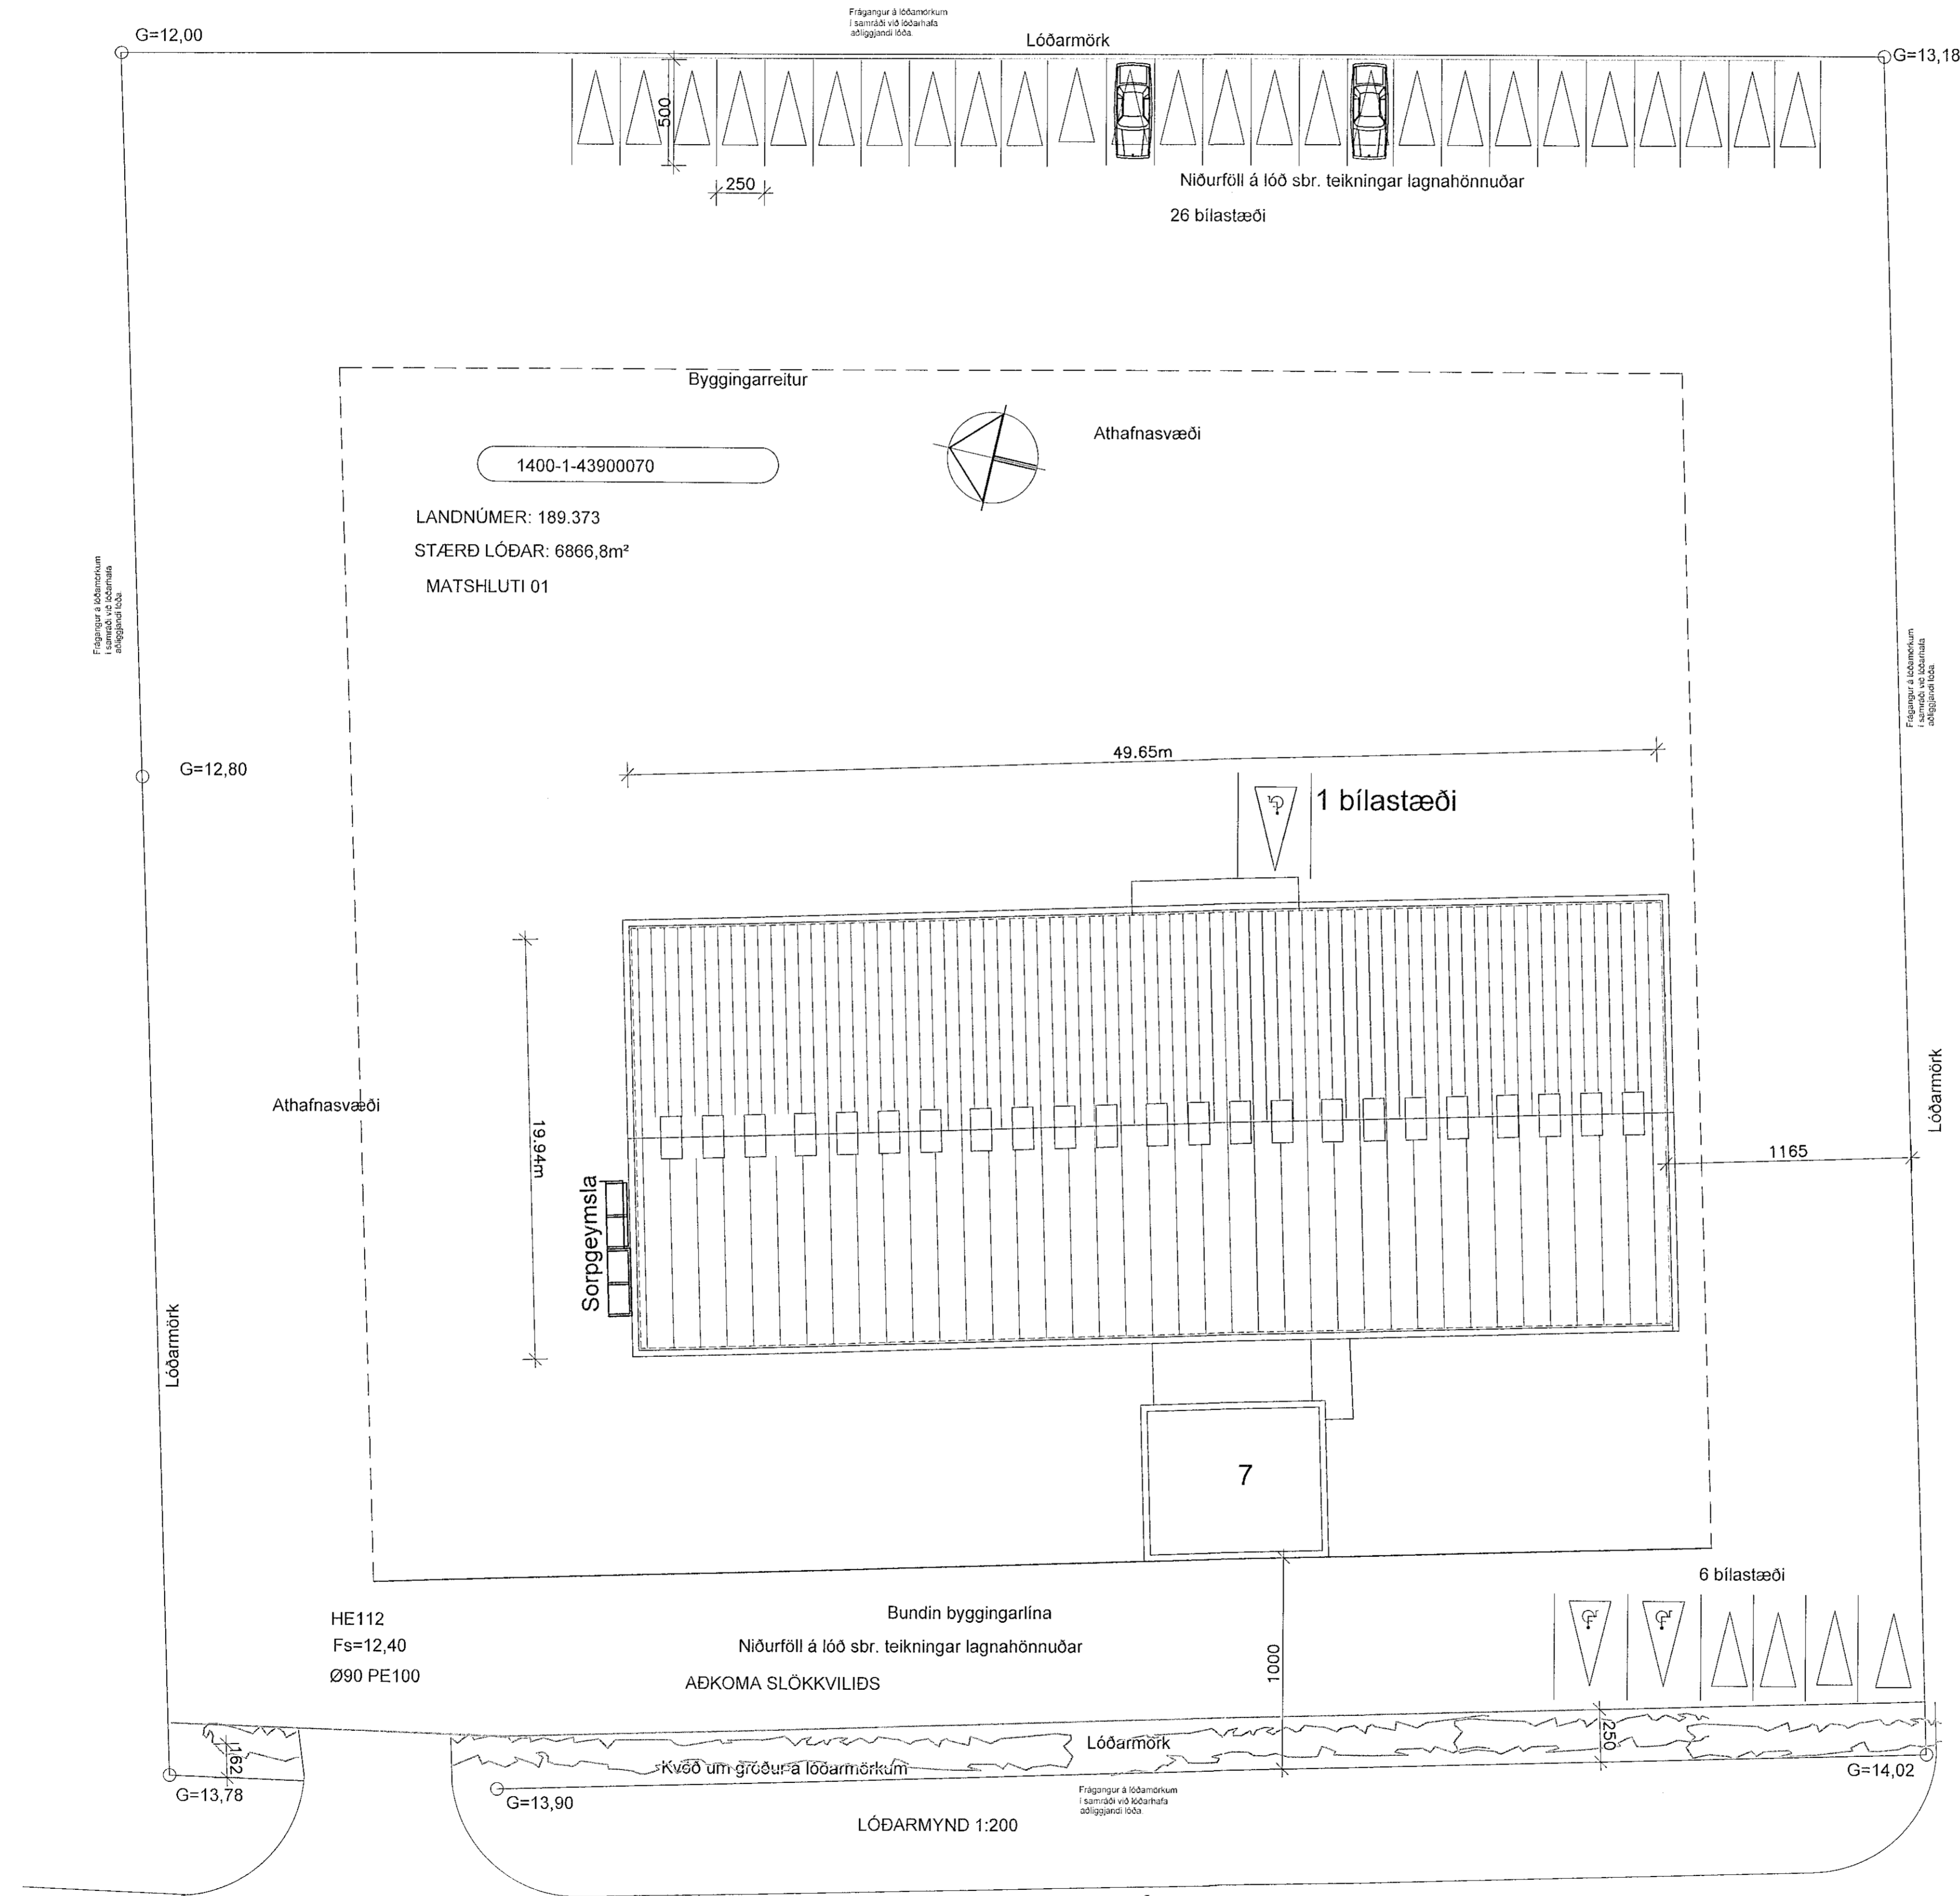 Frágangur á lóðamörkum
í samráði við lóðarhafa
aðliggjandi lóða.
G=12,00
Lóðarmörk
G=13,18
500
250
Niðurföll á lóð sbr. teikningar lagnahönnuðar
26 bílastæði
Byggingarreitur
Athafnasvæði
1400-1-43900070
LANDNÚMER: 189.373
STÆRÐ LÓÐAR: 6866,8m²
MATSHLUTI 01
Frágangur á lóðamörkum
í samráði við lóðarhafa
aðliggjandi lóða.
Frágangur á lóðamörkum
í samráði við lóðarhafa
aðliggjandi lóða.
49.65m
G=12,80
1 bílastæði
Athafnasvæði
19.94m
Lóðarmörk
1165
Sorpgeymsla
Lóðarmörk
7
6 bílastæði
HE112
Fs=12,40
Ø90 PE100
Bundin byggingarlína
Niðurföll á lóð sbr. teikningar lagnahönnuðar
AÐKOMA SLÖKKVILIÐS
1000
250
Lóðarmörk
162
Kvöð um gróður á lóðarmörkum
G=13,78
G=13,90
Frágangur á lóðamörkum
í samráði við lóðarhafa
aðliggjandi lóða.
G=14,02
LÓÐARMYND 1:200